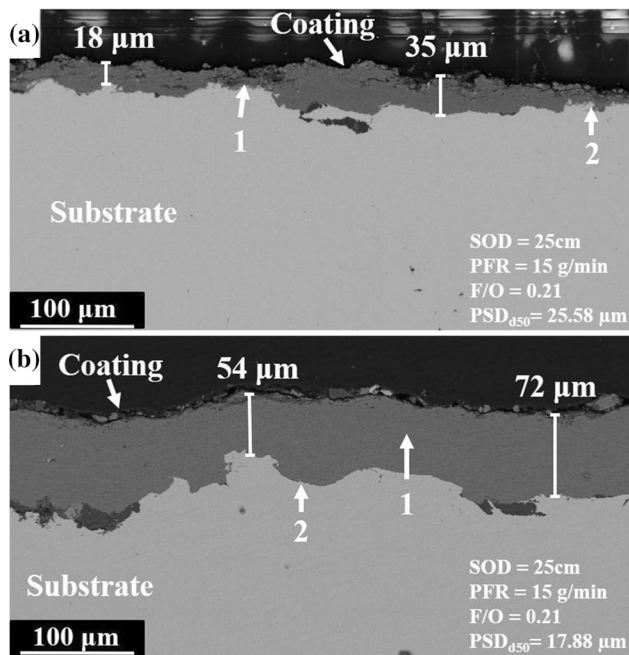 (a)
18 µm
Coating
35 µm
1
2
Substrate
SOD = 25cm
PFR = 15 g/min
F/O = 0.21
PSDd50= 25.58 µm
100 µm
(b)
Coating
54 µm
72 µm
1
2
SOD = 25cm
PFR = 15 g/min
F/O = 0.21
PSDd50= 17.88 µm
Substrate
100 µm